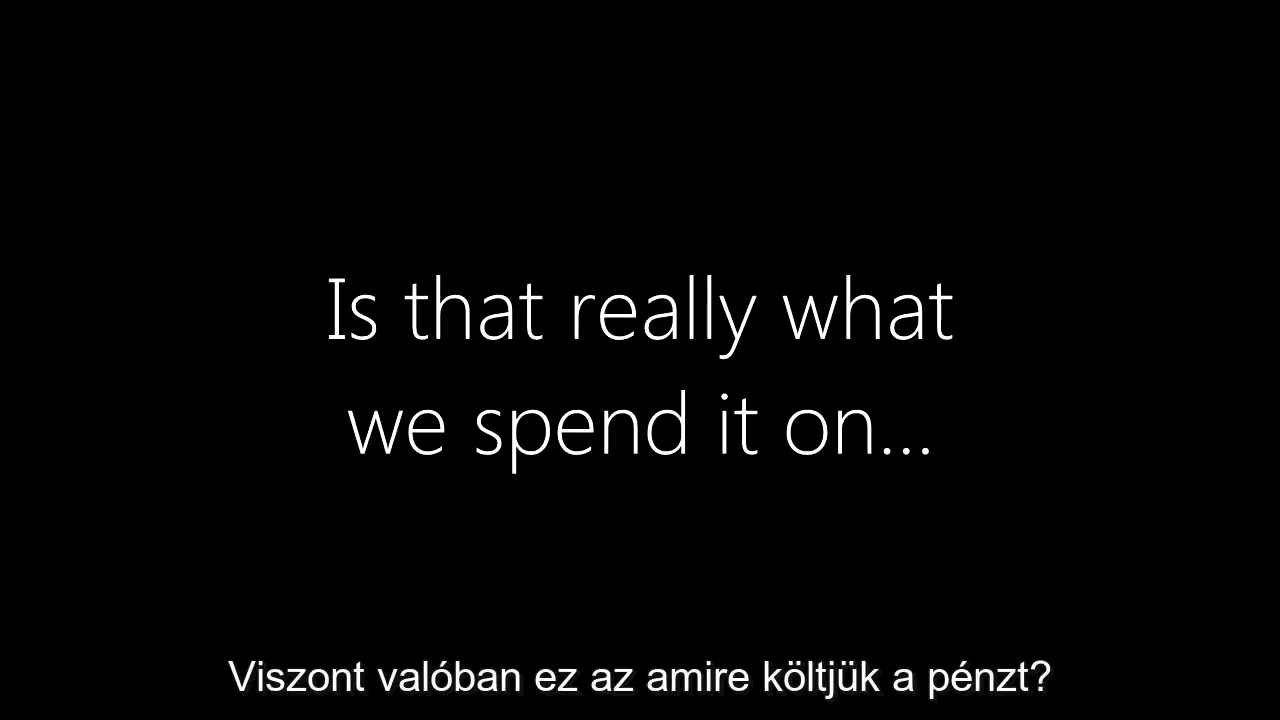 Is that really what
we spend it on...
Viszont valóban ez az amire költjük a pénzt?